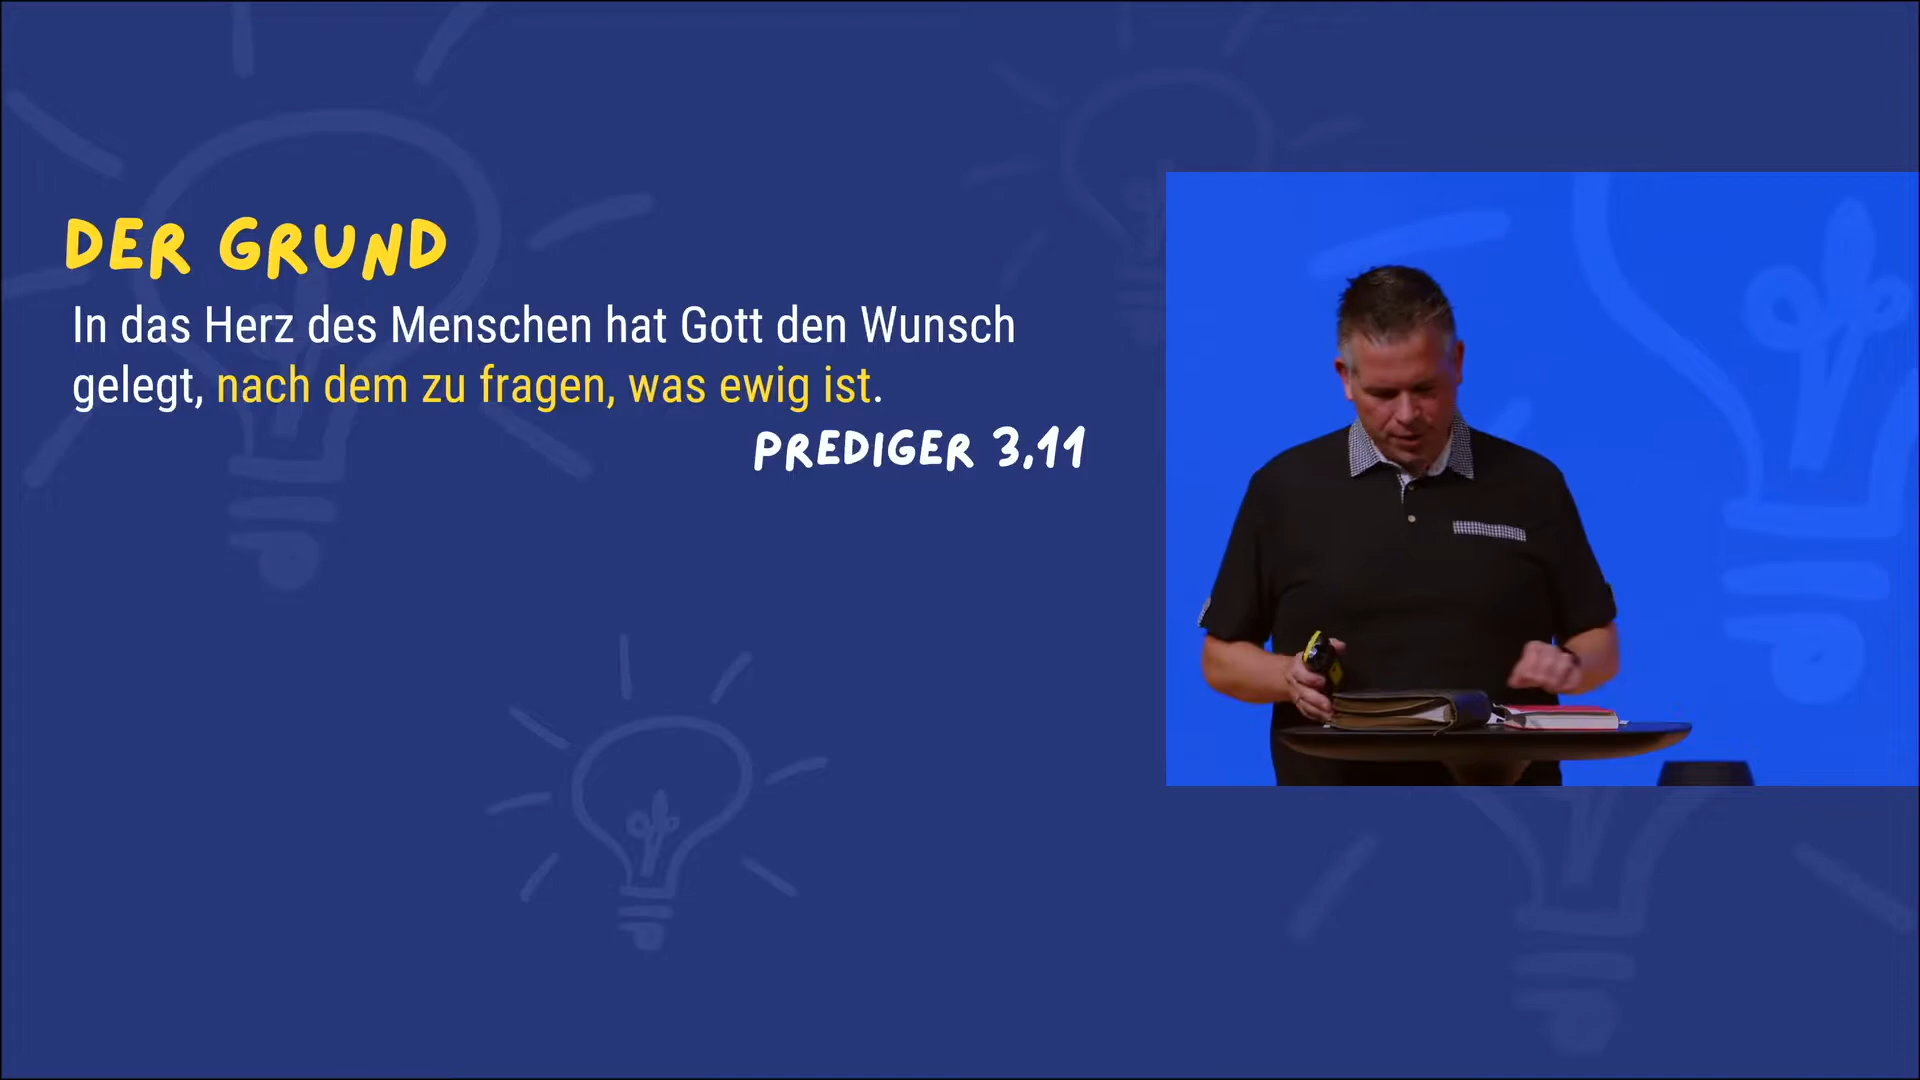 DER GRUND
In das Herz des Menschen hat Gott den Wunsch
gelegt, nach dem zu fragen, was ewig ist.
PREDIGER 3,11